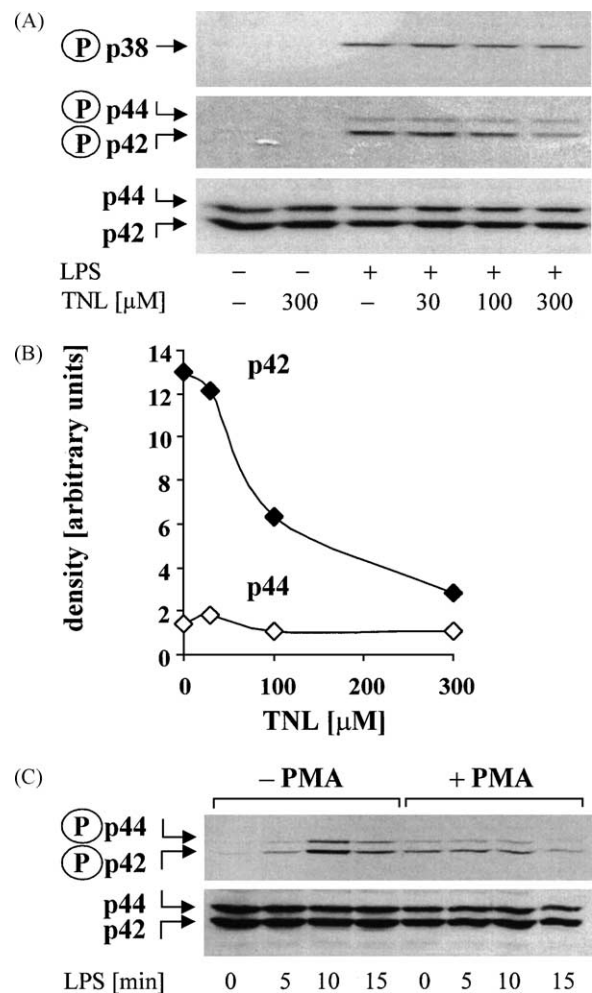 (A)
Ⓟ p38
Ⓟ p44
Ⓟ p42
p44
p42
LPS – – + + + +
TNL [µM] – 300 – 30 100 300
(B)
14
12
10
8
6
4
2
0
density [arbitrary units]
p42
p44
0 100 200 300
TNL [µM]
(C)
– PMA + PMA
Ⓟ p44
Ⓟ p42
p44
p42
LPS [min] 0 5 10 15 0 5 10 15